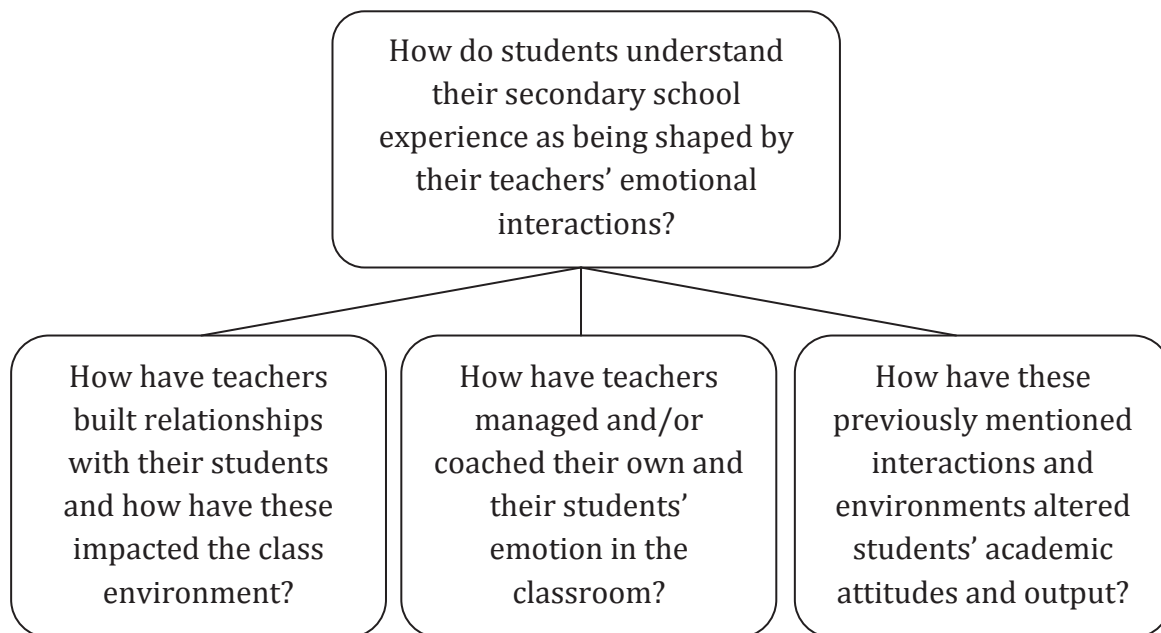 How do students understand
their secondary school
experience as being shaped by
their teachers’ emotional
interactions?
How have teachers
built relationships
with their students
and how have these
impacted the class
environment?
How have teachers
managed and/or
coached their own and
their students’
emotion in the
classroom?
How have these
previously mentioned
interactions and
environments altered
students’ academic
attitudes and output?